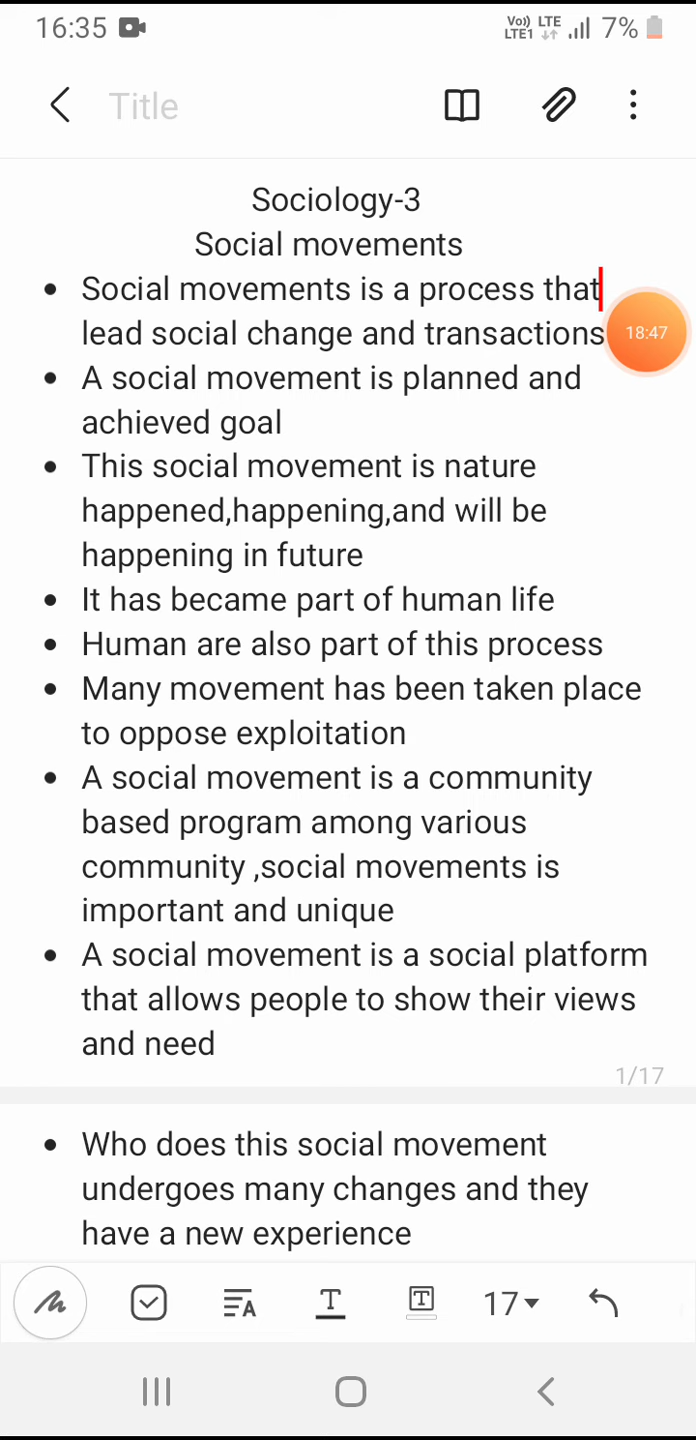 16:35
Vo)) LTE
LTE1
7%
Title
Sociology-3
Social movements
• Social movements is a process that
lead social change and transactions
18:47
• A social movement is planned and
achieved goal
• This social movement is nature
happened,happening,and will be
happening in future
• It has became part of human life
• Human are also part of this process
• Many movement has been taken place
to oppose exploitation
• A social movement is a community
based program among various
community ,social movements is
important and unique
• A social movement is a social platform
that allows people to show their views
and need
1/17
• Who does this social movement
undergoes many changes and they
have a new experience
17